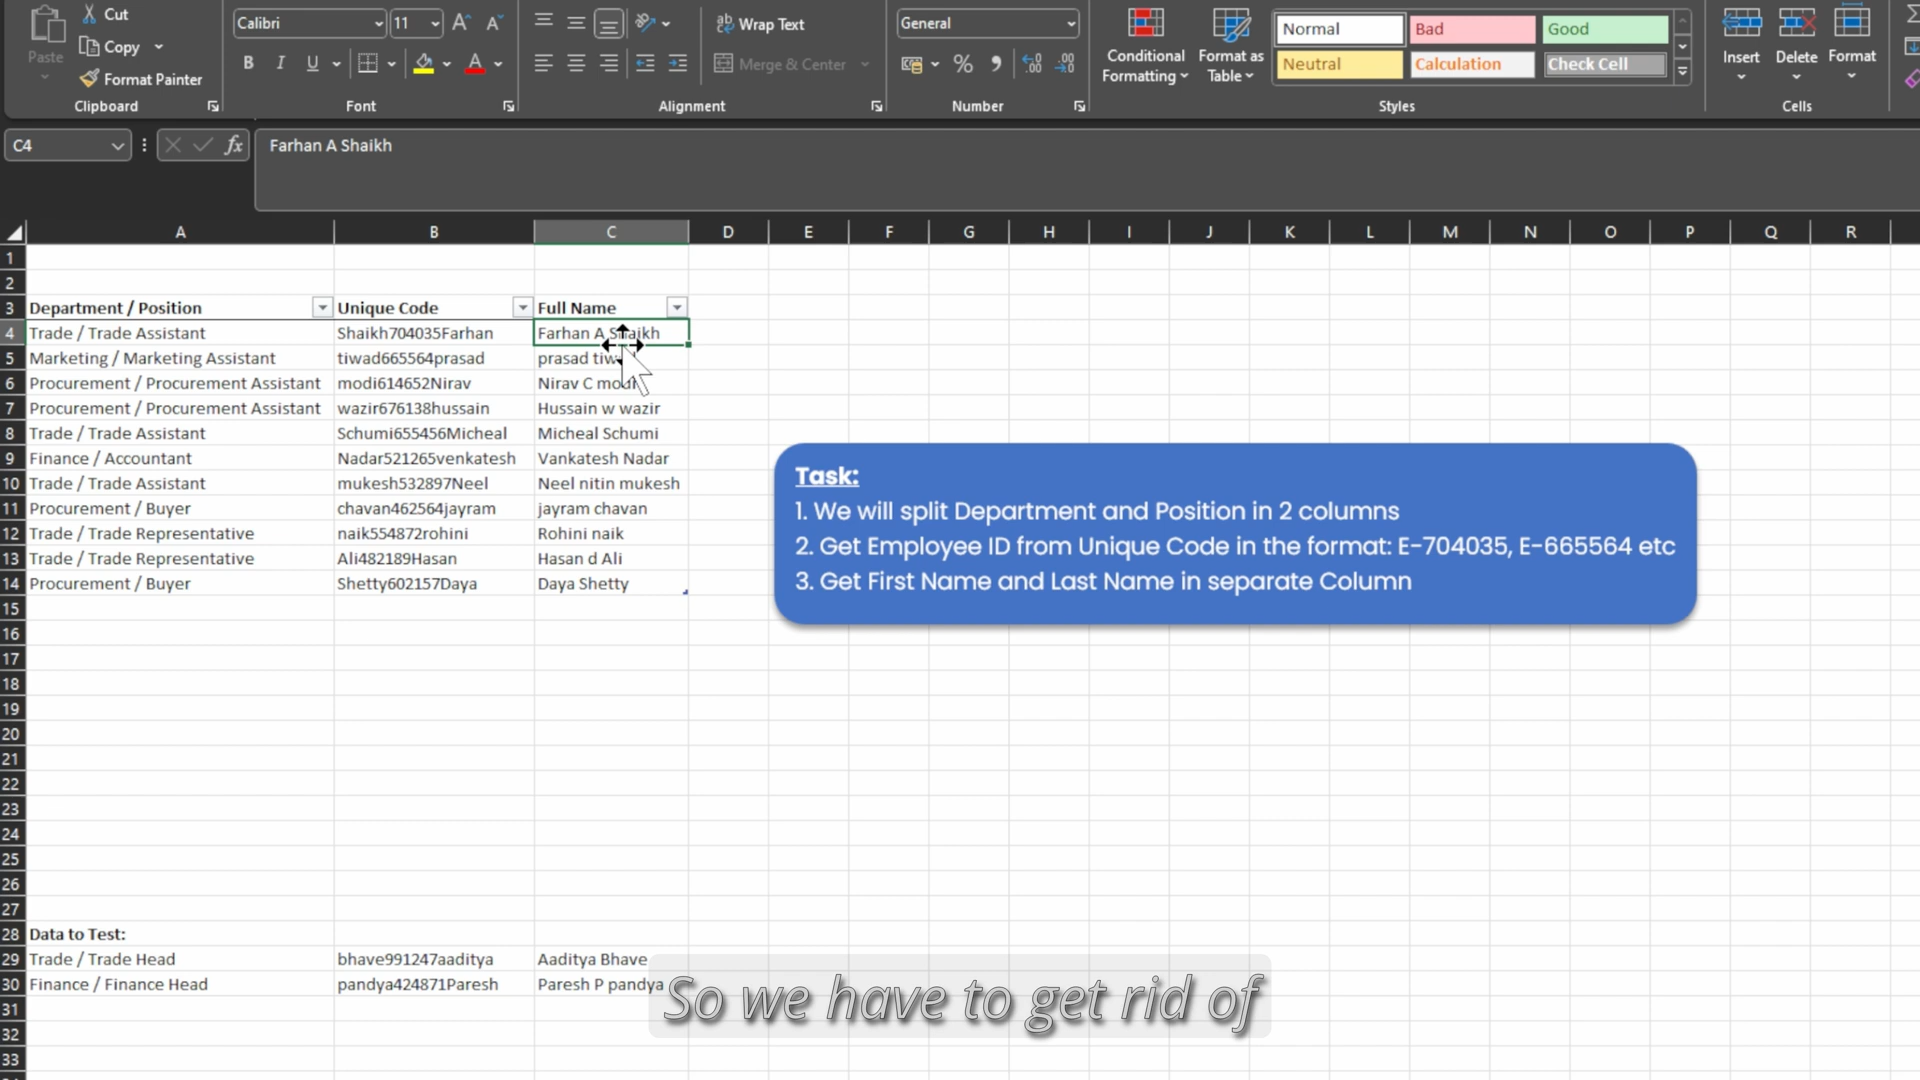 Cut
Calibri 11
Wrap Text
General
Normal Bad Good
Paste
Copy
Conditional Formatting
Format as Table
Insert Delete Format
Format Painter
B I U
Merge & Center
% 9
Neutral Calculation Check Cell
Clipboard Font Alignment Number Styles Cells
C4 fx Farhan A Shaikh
A B C D E F G H I J K L M N O P Q R
1
2
3 Department / Position Unique Code Full Name
4 Trade / Trade Assistant Shaikh704035Farhan Farhan A Shaikh
5 Marketing / Marketing Assistant tiwad665564prasad prasad
6 Procurement / Procurement Assistant modi614652Nirav Nirav C
7 Procurement / Procurement Assistant wazir676138hussain Hussain w wazir
8 Trade / Trade Assistant Schumi655456Micheal Micheal Schumi
9 Finance / Accountant Nadar521265venkatesh Vankatesh Nadar
10 Trade / Trade Assistant mukesh532897Neel Neel nitin mukesh
11 Procurement / Buyer chavan462564jayram jayram chavan
12 Trade / Trade Representative naik554872rohini Rohini naik
13 Trade / Trade Representative Ali482189Hasan Hasan d Ali
14 Procurement / Buyer Shetty602157Daya Daya Shetty
Task:
1. We will split Department and Position in 2 columns
2. Get Employee ID from Unique Code in the format: E-704035, E-665564 etc
3. Get First Name and Last Name in separate Column
15
16
17
18
19
20
21
22
23
24
25
26
27
28 Data to Test:
29 Trade / Trade Head bhave991247aaditya Aaditya Bhave
30 Finance / Finance Head pandya424871Paresh Paresh P pandya
So we have to get rid of
31
32
33